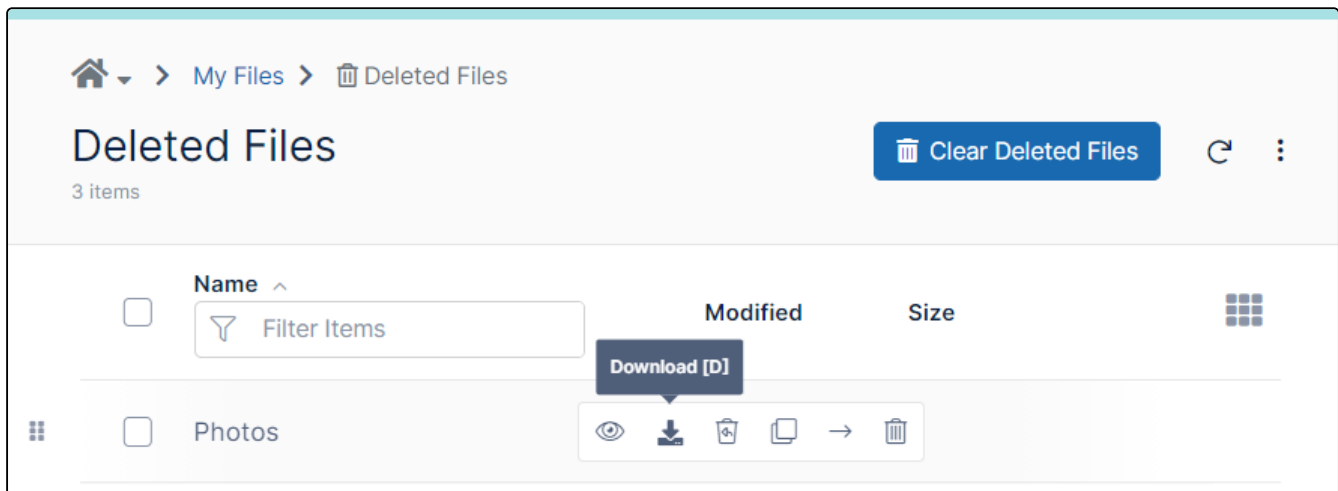 My Files Deleted Files
Deleted Files
Clear Deleted Files
3 items
Name
Filter Items
Modified
Size
Download [D]
Photos